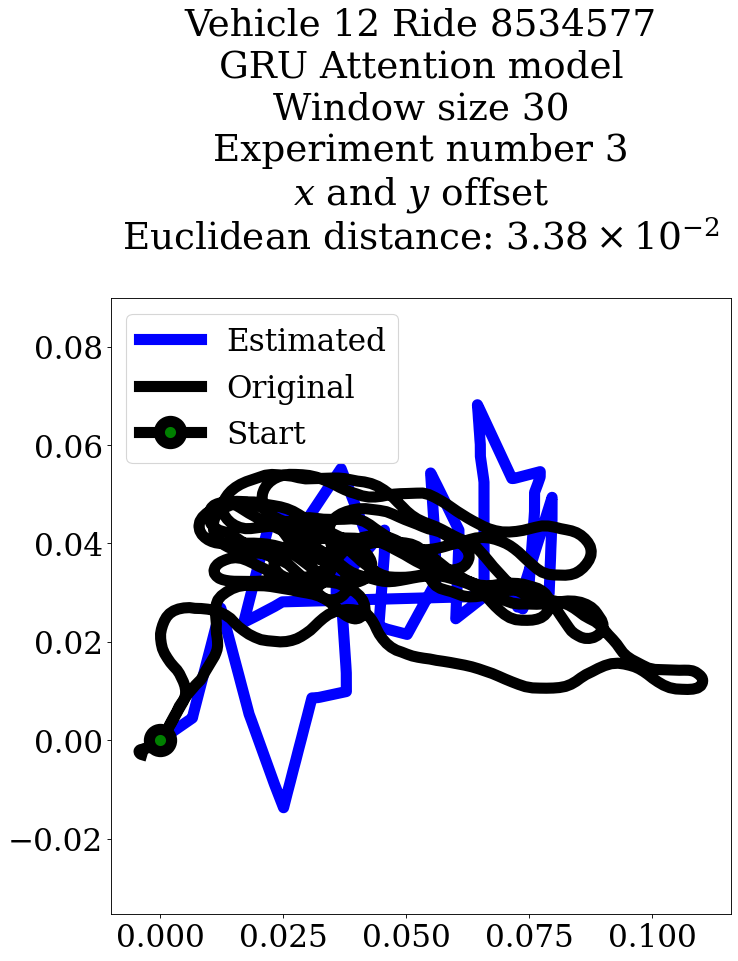 Vehicle 12 Ride 8534577
GRU Attention model
Window size 30
Experiment number 3
x and y offset
Euclidean distance: 3.38 × 10⁻²
Estimated
Original
Start
0.08
0.06
0.04
0.02
0.00
−0.02
0.000 0.025 0.050 0.075 0.100